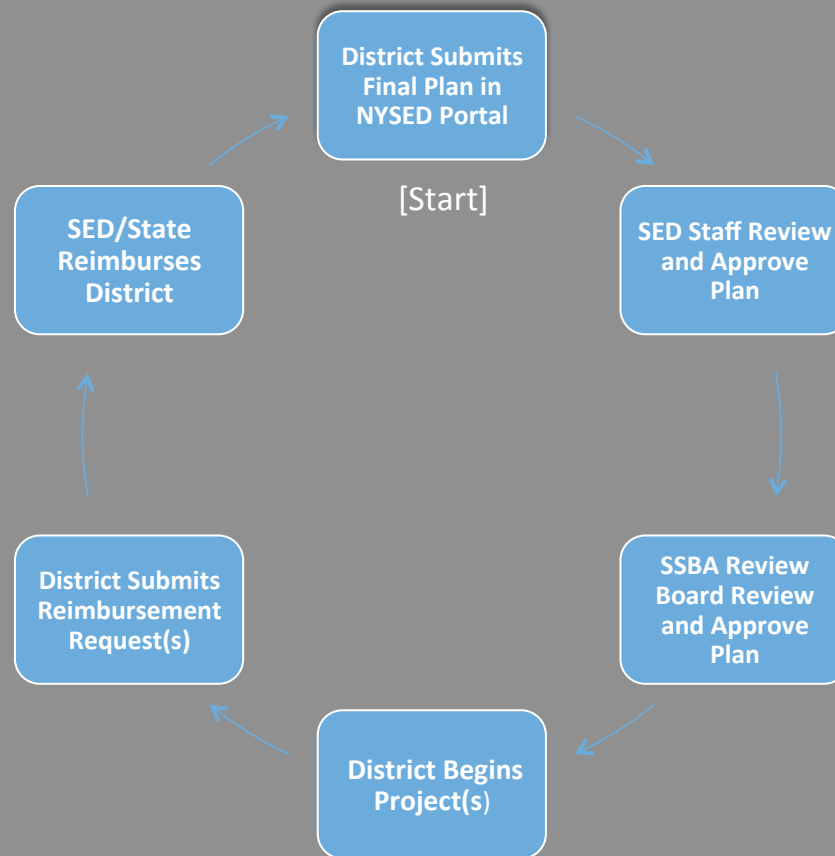 District Submits
Final Plan in
NYSED Portal
[Start]
SED Staff Review
and Approve
Plan
SSBA Review
Board Review
and Approve
Plan
District Begins
Project(s)
District Submits
Reimbursement
Request(s)
SED/State
Reimburses
District